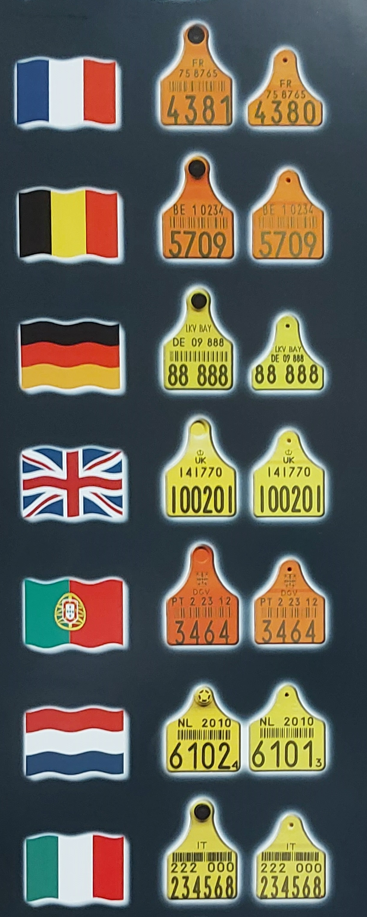 FR
75 8765
4381
FR
75 8765
4380
BE 1 0234
5709
BE 1 0234
5709
LKV BAY
DE 09 888
88 888
LKV BAY
DE 09 888
88 888
UK
141770
100201
UK
141770
100201
DGV
PT 2 23 12
3464
DGV
PT 2 23 12
3464
NL 2010
6102 4
NL 2010
6101 3
IT
222 000
234568
IT
222 000
234568